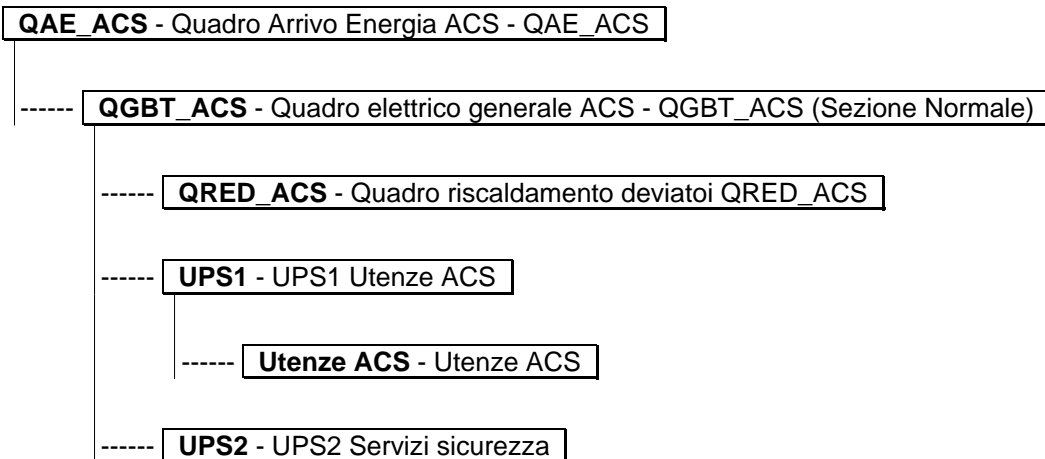 QAE_ACS - Quadro Arrivo Energia ACS - QAE_ACS
------ QGBT_ACS - Quadro elettrico generale ACS - QGBT_ACS (Sezione Normale)
------ QRED_ACS - Quadro riscaldamento deviatoi QRED_ACS
------ UPS1 - UPS1 Utenze ACS
------ Utenze ACS - Utenze ACS
------ UPS2 - UPS2 Servizi sicurezza